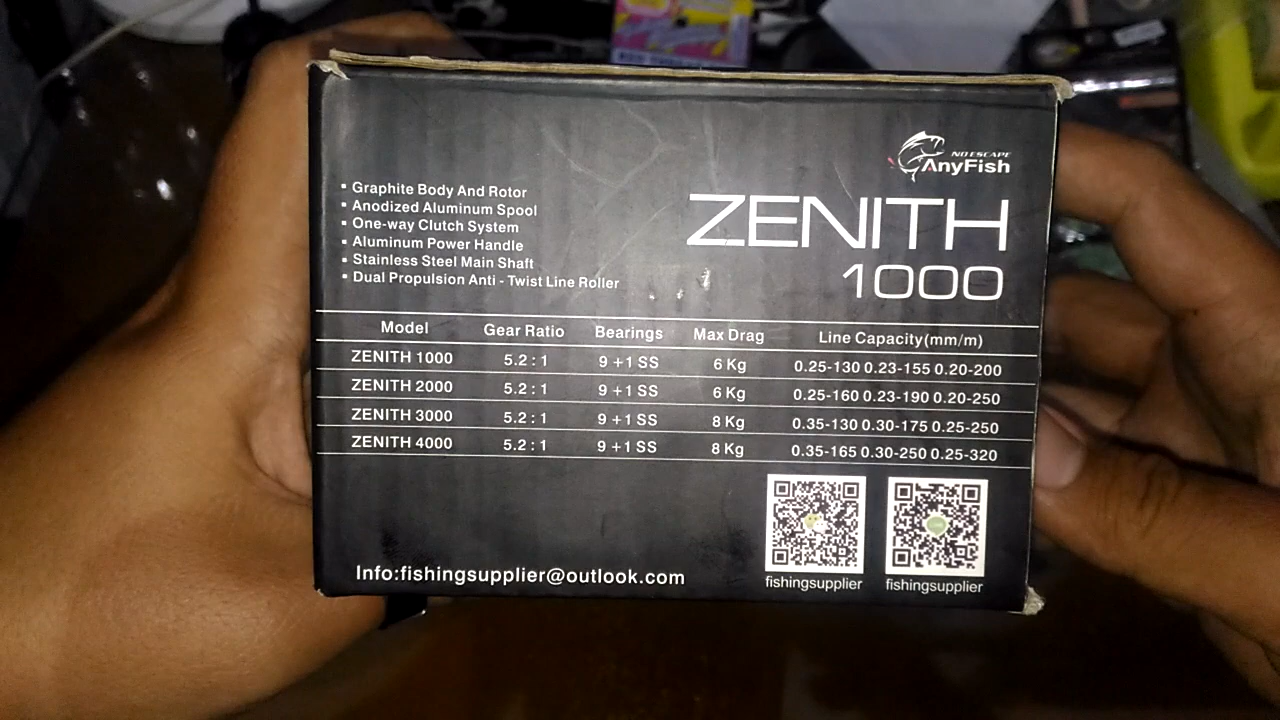 NO ESCAPE
AnyFish
ZENITH
1000
▪ Graphite Body And Rotor
▪ Anodized Aluminum Spool
▪ One-way Clutch System
▪ Aluminum Power Handle
▪ Stainless Steel Main Shaft
▪ Dual Propulsion Anti - Twist Line Roller
Model Gear Ratio Bearings Max Drag Line Capacity(mm/m)
ZENITH 1000 5.2 : 1 9 +1 SS 6 Kg 0.25-130 0.23-155 0.20-200
ZENITH 2000 5.2 : 1 9 +1 SS 6 Kg 0.25-160 0.23-190 0.20-250
ZENITH 3000 5.2 : 1 9 +1 SS 8 Kg 0.35-130 0.30-175 0.25-250
ZENITH 4000 5.2 : 1 9 +1 SS 8 Kg 0.35-165 0.30-250 0.25-320
Info:fishingsupplier@outlook.com
fishingsupplier fishingsupplier